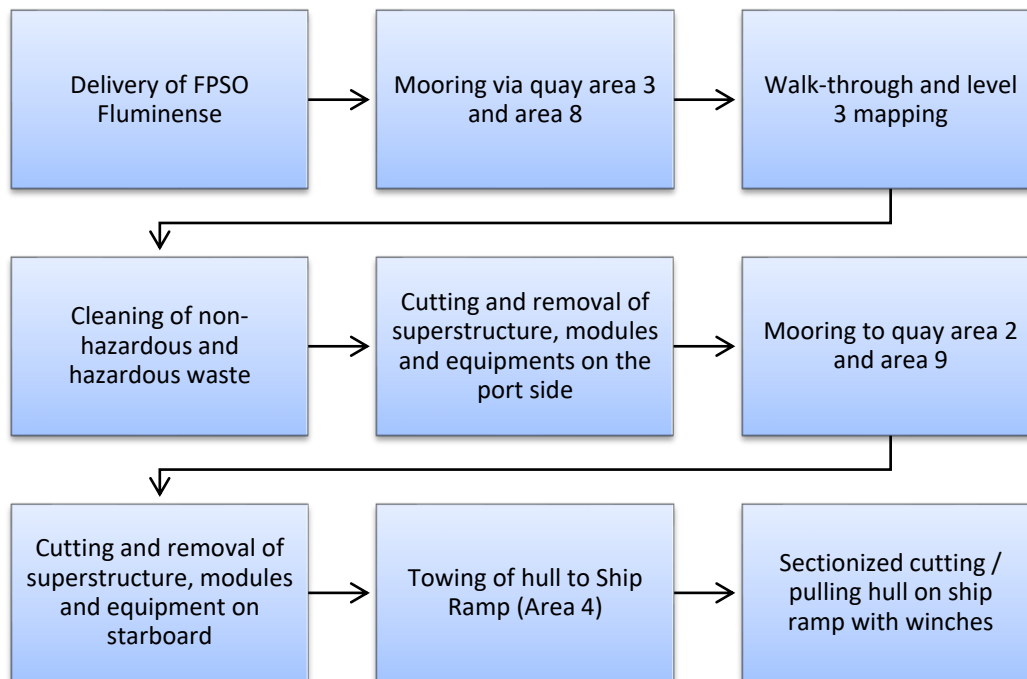 Delivery of FPSO
Fluminense
Mooring via quay area 3
and area 8
Walk-through and level
3 mapping
Cleaning of non-
hazardous and
hazardous waste
Cutting and removal of
superstructure, modules
and equipments on the
port side
Mooring to quay area 2
and area 9
Cutting and removal of
superstructure, modules
and equipment on
starboard
Towing of hull to Ship
Ramp (Area 4)
Sectionized cutting /
pulling hull on ship
ramp with winches